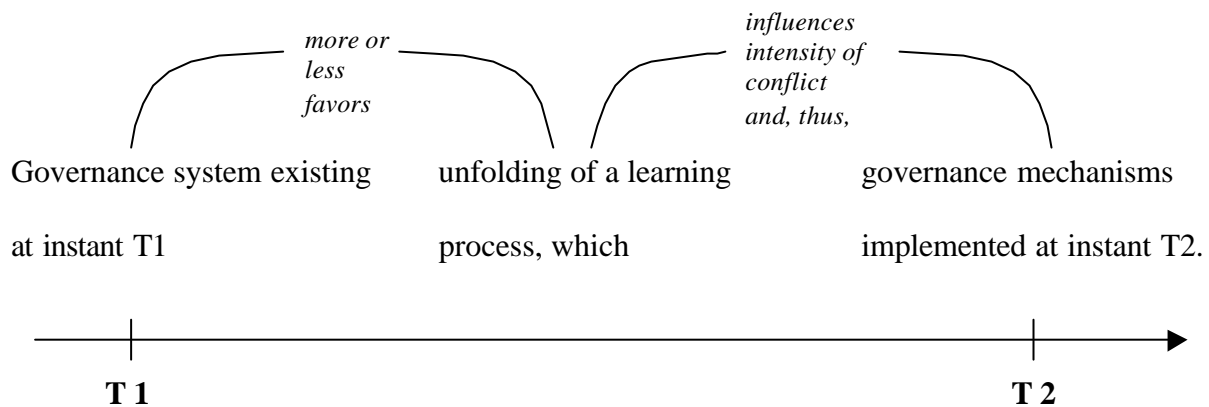 more or
less
favors
influences
intensity of
conflict
and, thus,
Governance system existing
at instant T1
unfolding of a learning
process, which
governance mechanisms
implemented at instant T2.
T 1
T 2